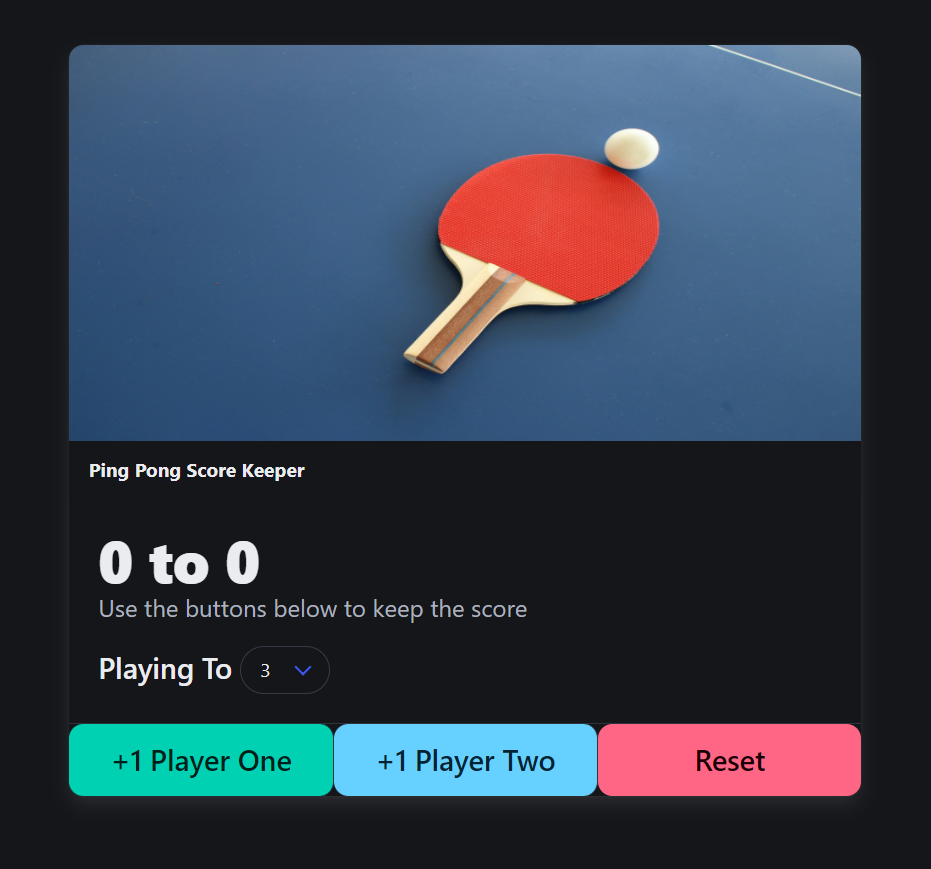 Ping Pong Score Keeper
0 to 0
Use the buttons below to keep the score
Playing To 3
+1 Player One +1 Player Two Reset